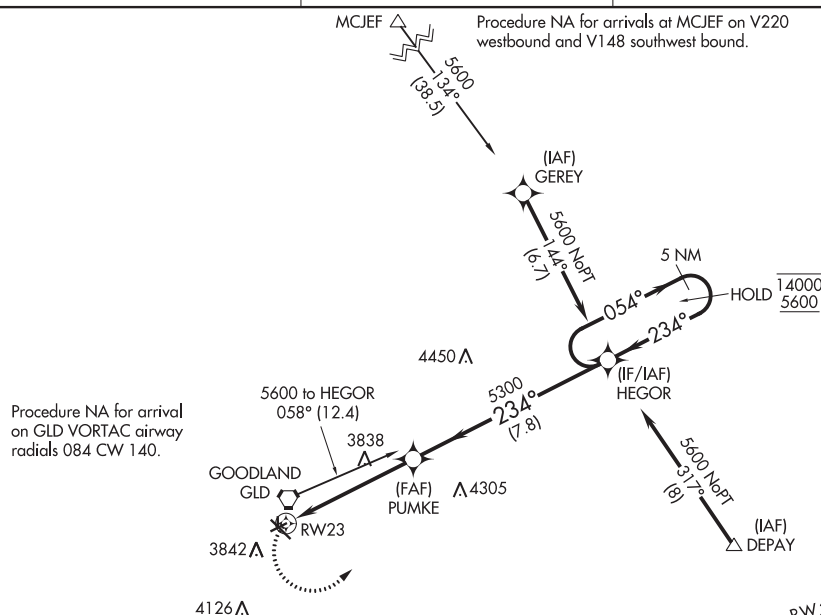 MCJEF
Procedure NA for arrivals at MCJEF on V220
westbound and V148 southwest bound.
5600
134°
(38.5)
(IAF)
GEREY
5600 NoPT
144°
(6.7)
5 NM
HOLD
14000
5600
054°
234°
(IF/IAF)
HEGOR
4450
5300
234°
(7.8)
5600 to HEGOR
058° (12.4)
Procedure NA for arrival
on GLD VORTAC airway
radials 084 CW 140.
3838
GOODLAND
GLD
(FAF)
PUMKE
4305
5600 NoPT
317°
(8)
(IAF)
DEPAY
RW23
3842
4126